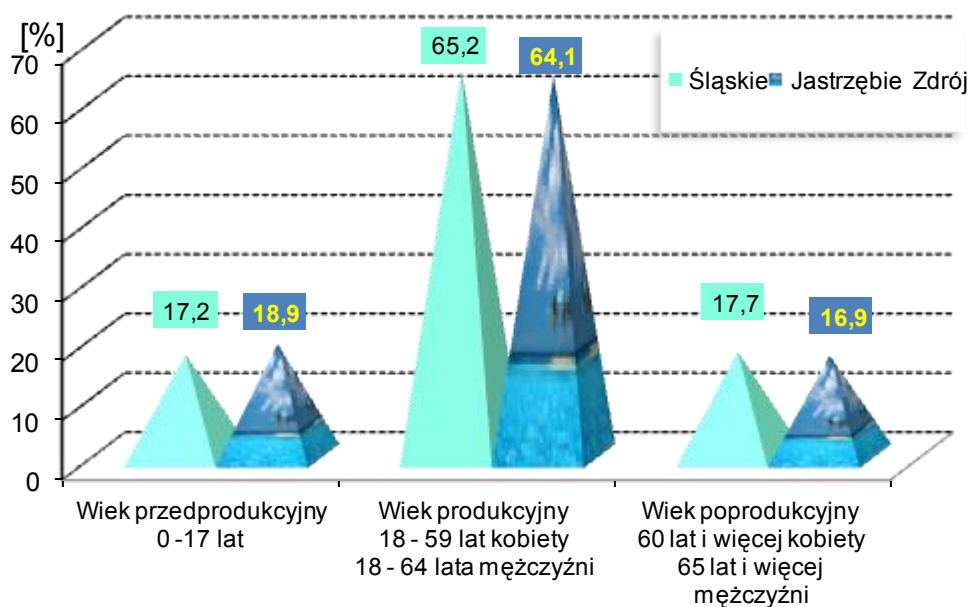 [%]
70
60
50
40
30
20
10
0
65,2
64,1
Śląskie Jastrzębie Zdrój
17,2
18,9
17,7
16,9
Wiek przedprodukcyjny
0 -17 lat
Wiek produkcyjny
18 - 59 lat kobiety
18 - 64 lata mężczyźni
Wiek poprodukcyjny
60 lat i więcej kobiety
65 lat i więcej
mężczyźni